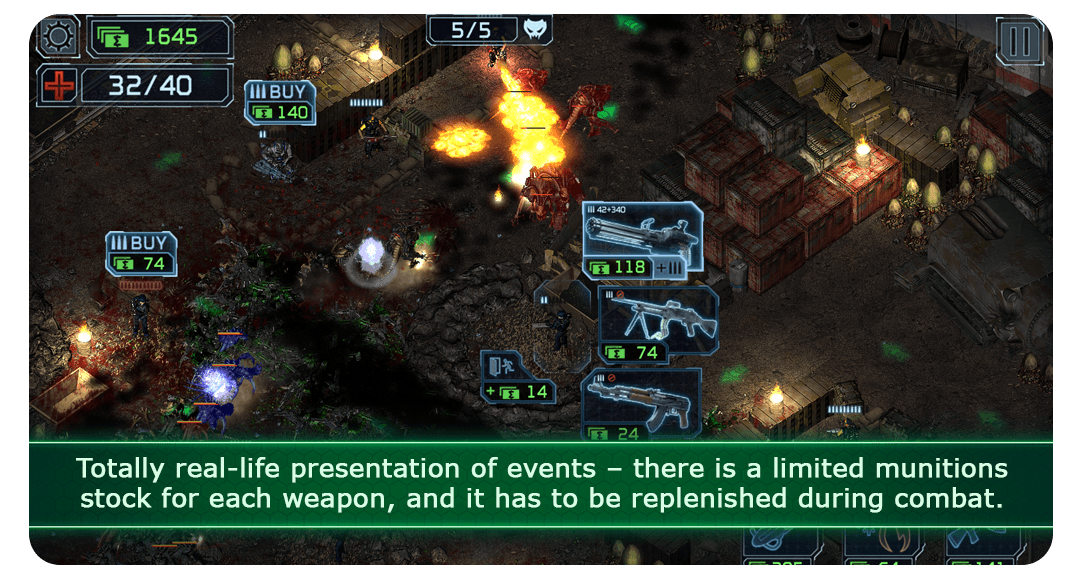 1645
5/5
32/40
BUY
140
42+340
BUY
74
118
+
74
+ 14
24
Totally real-life presentation of events – there is a limited munitions
stock for each weapon, and it has to be replenished during combat.